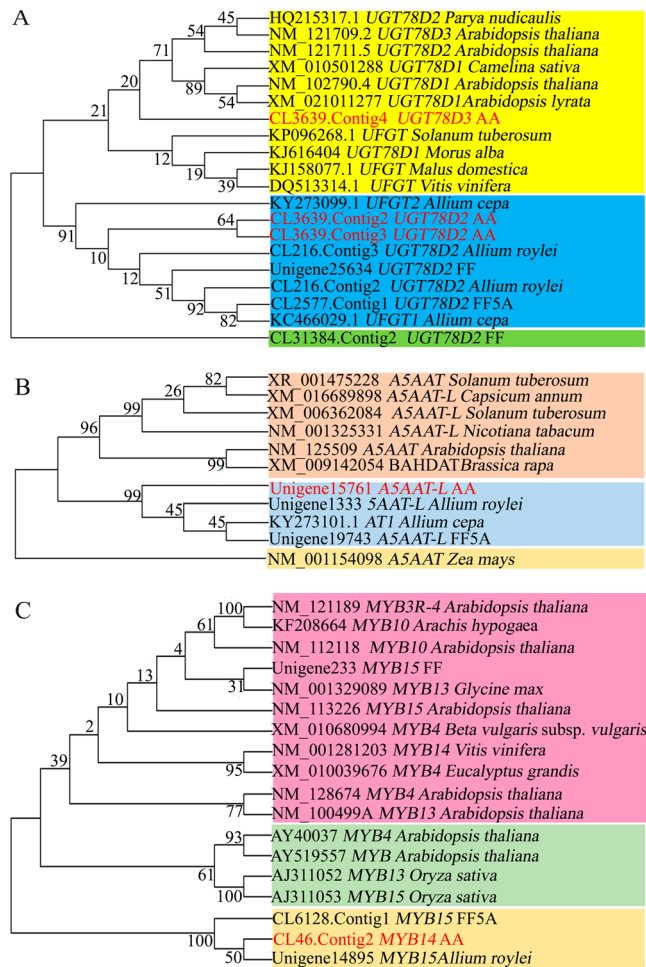 A
45
HQ215317.1 UGT78D2 Parya nudicaulis
54
NM_121709.2 UGT78D3 Arabidopsis thaliana
71
NM_121711.5 UGT78D2 Arabidopsis thaliana
XM_010501288 UGT78D1 Camelina sativa
20
89
NM_102790.4 UGT78D1 Arabidopsis thaliana
54
XM_021011277 UGT78D1Arabidopsis lyrata
21
CL3639.Contig4 UGT78D3 AA
KP096268.1 UFGT Solanum tuberosum
12
KJ616404 UGT78D1 Morus alba
19
KJ158077.1 UFGT Malus domestica
39
DQ513314.1 UFGT Vitis vinifera
KY273099.1 UFGT2 Allium cepa
64
CL3639.Contig2 UGT78D2 AA
91
CL3639.Contig3 UGT78D2 AA
10
CL216.Contig3 UGT78D2 Allium roylei
12
Unigene25634 UGT78D2 FF
51
CL216.Contig2 UGT78D2 Allium roylei
92
CL2577.Contig1 UGT78D2 FF5A
82
KC466029.1 UFGT1 Allium cepa
CL31384.Contig2 UGT78D2 FF
B
82
XR_001475228 A5AAT Solanum tuberosum
26
XM_016689898 A5AAT-L Capsicum annum
99
XM_006362084 A5AAT-L Solanum tuberosum
96
NM_001325331 A5AAT-L Nicotiana tabacum
NM_125509 A5AAT Arabidopsis thaliana
99
XM_009142054 BAHDAT Brassica rapa
99
Unigene15761 A5AAT-L AA
45
Unigene1333 5AAT-L Allium roylei
45
KY273101.1 AT1 Allium cepa
Unigene19743 A5AAT-L FF5A
NM_001154098 A5AAT Zea mays
C
100
NM_121189 MYB3R-4 Arabidopsis thaliana
61
KF208664 MYB10 Arachis hypogaea
4
NM_112118 MYB10 Arabidopsis thaliana
13
Unigene233 MYB15 FF
31
NM_001329089 MYB13 Glycine max
10
NM_113226 MYB15 Arabidopsis thaliana
2
XM_010680994 MYB4 Beta vulgaris subsp. vulgaris
39
NM_001281203 MYB14 Vitis vinifera
95
XM_010039676 MYB4 Eucalyptus grandis
NM_128674 MYB4 Arabidopsis thaliana
77
NM_100499A MYB13 Arabidopsis thaliana
93
AY40037 MYB4 Arabidopsis thaliana
AY519557 MYB Arabidopsis thaliana
61
AJ311052 MYB13 Oryza sativa
100
AJ311053 MYB15 Oryza sativa
CL6128.Contig1 MYB15 FF5A
100
CL46.Contig2 MYB14 AA
50
Unigene14895 MYB15Allium roylei